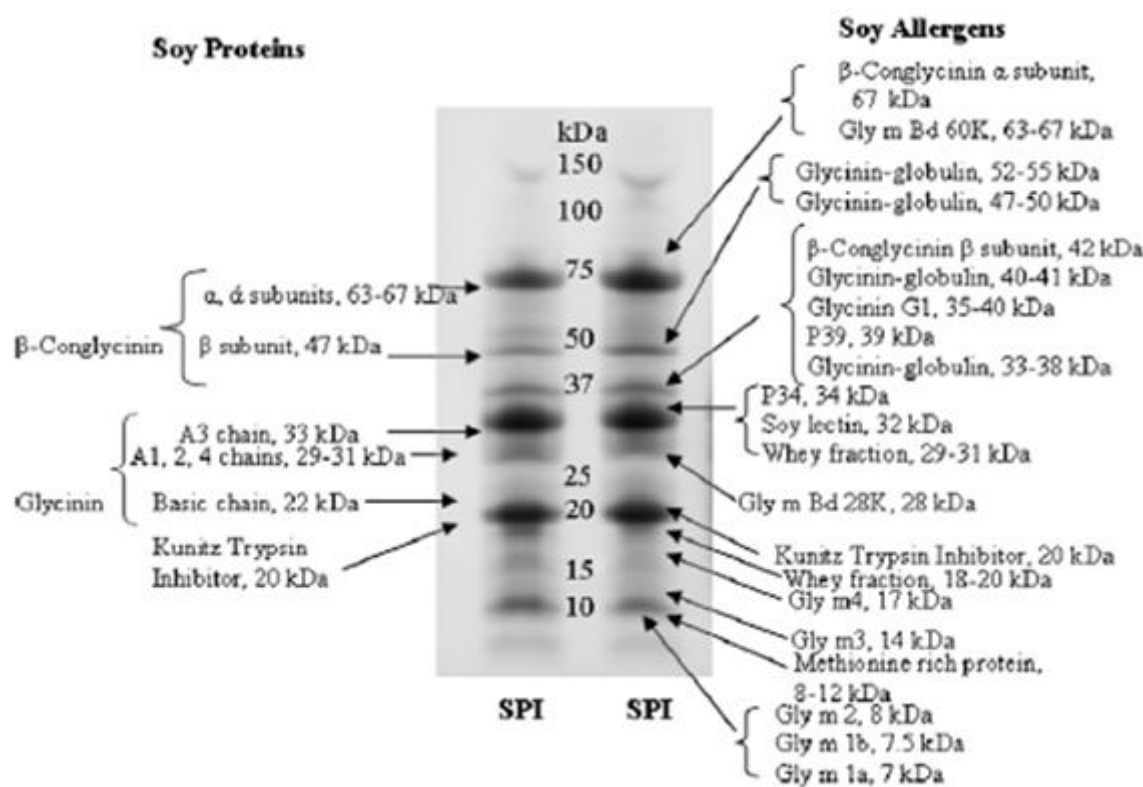 Soy Proteins
Soy Allergens
β-Conglycinin α subunit,
67 kDa
Gly m Bd 60K, 63-67 kDa
Glycinin-globulin, 52-55 kDa
Glycinin-globulin, 47-50 kDa
β-Conglycinin β subunit, 42 kDa
Glycinin-globulin, 40-41 kDa
Glycinin G1, 35-40 kDa
P39, 39 kDa
Glycinin-globulin, 33-38 kDa
P34, 34 kDa
Soy lectin, 32 kDa
Whey fraction, 29-31 kDa
Gly m Bd 28K, 28 kDa
Kunitz Trypsin Inhibitor, 20 kDa
Whey fraction, 18-20 kDa
Gly m4, 17 kDa
Gly m3, 14 kDa
Methionine rich protein,
8-12 kDa
Gly m 2, 8 kDa
Gly m 1b, 7.5 kDa
Gly m 1a, 7 kDa
kDa
150
100
75
50
37
25
20
15
10
SPI
SPI
α, ά subunits, 63-67 kDa
β-Conglycinin
β subunit, 47 kDa
A3 chain, 33 kDa
A1, 2, 4 chains, 29-31 kDa
Glycinin
Basic chain, 22 kDa
Kunitz Trypsin
Inhibitor, 20 kDa